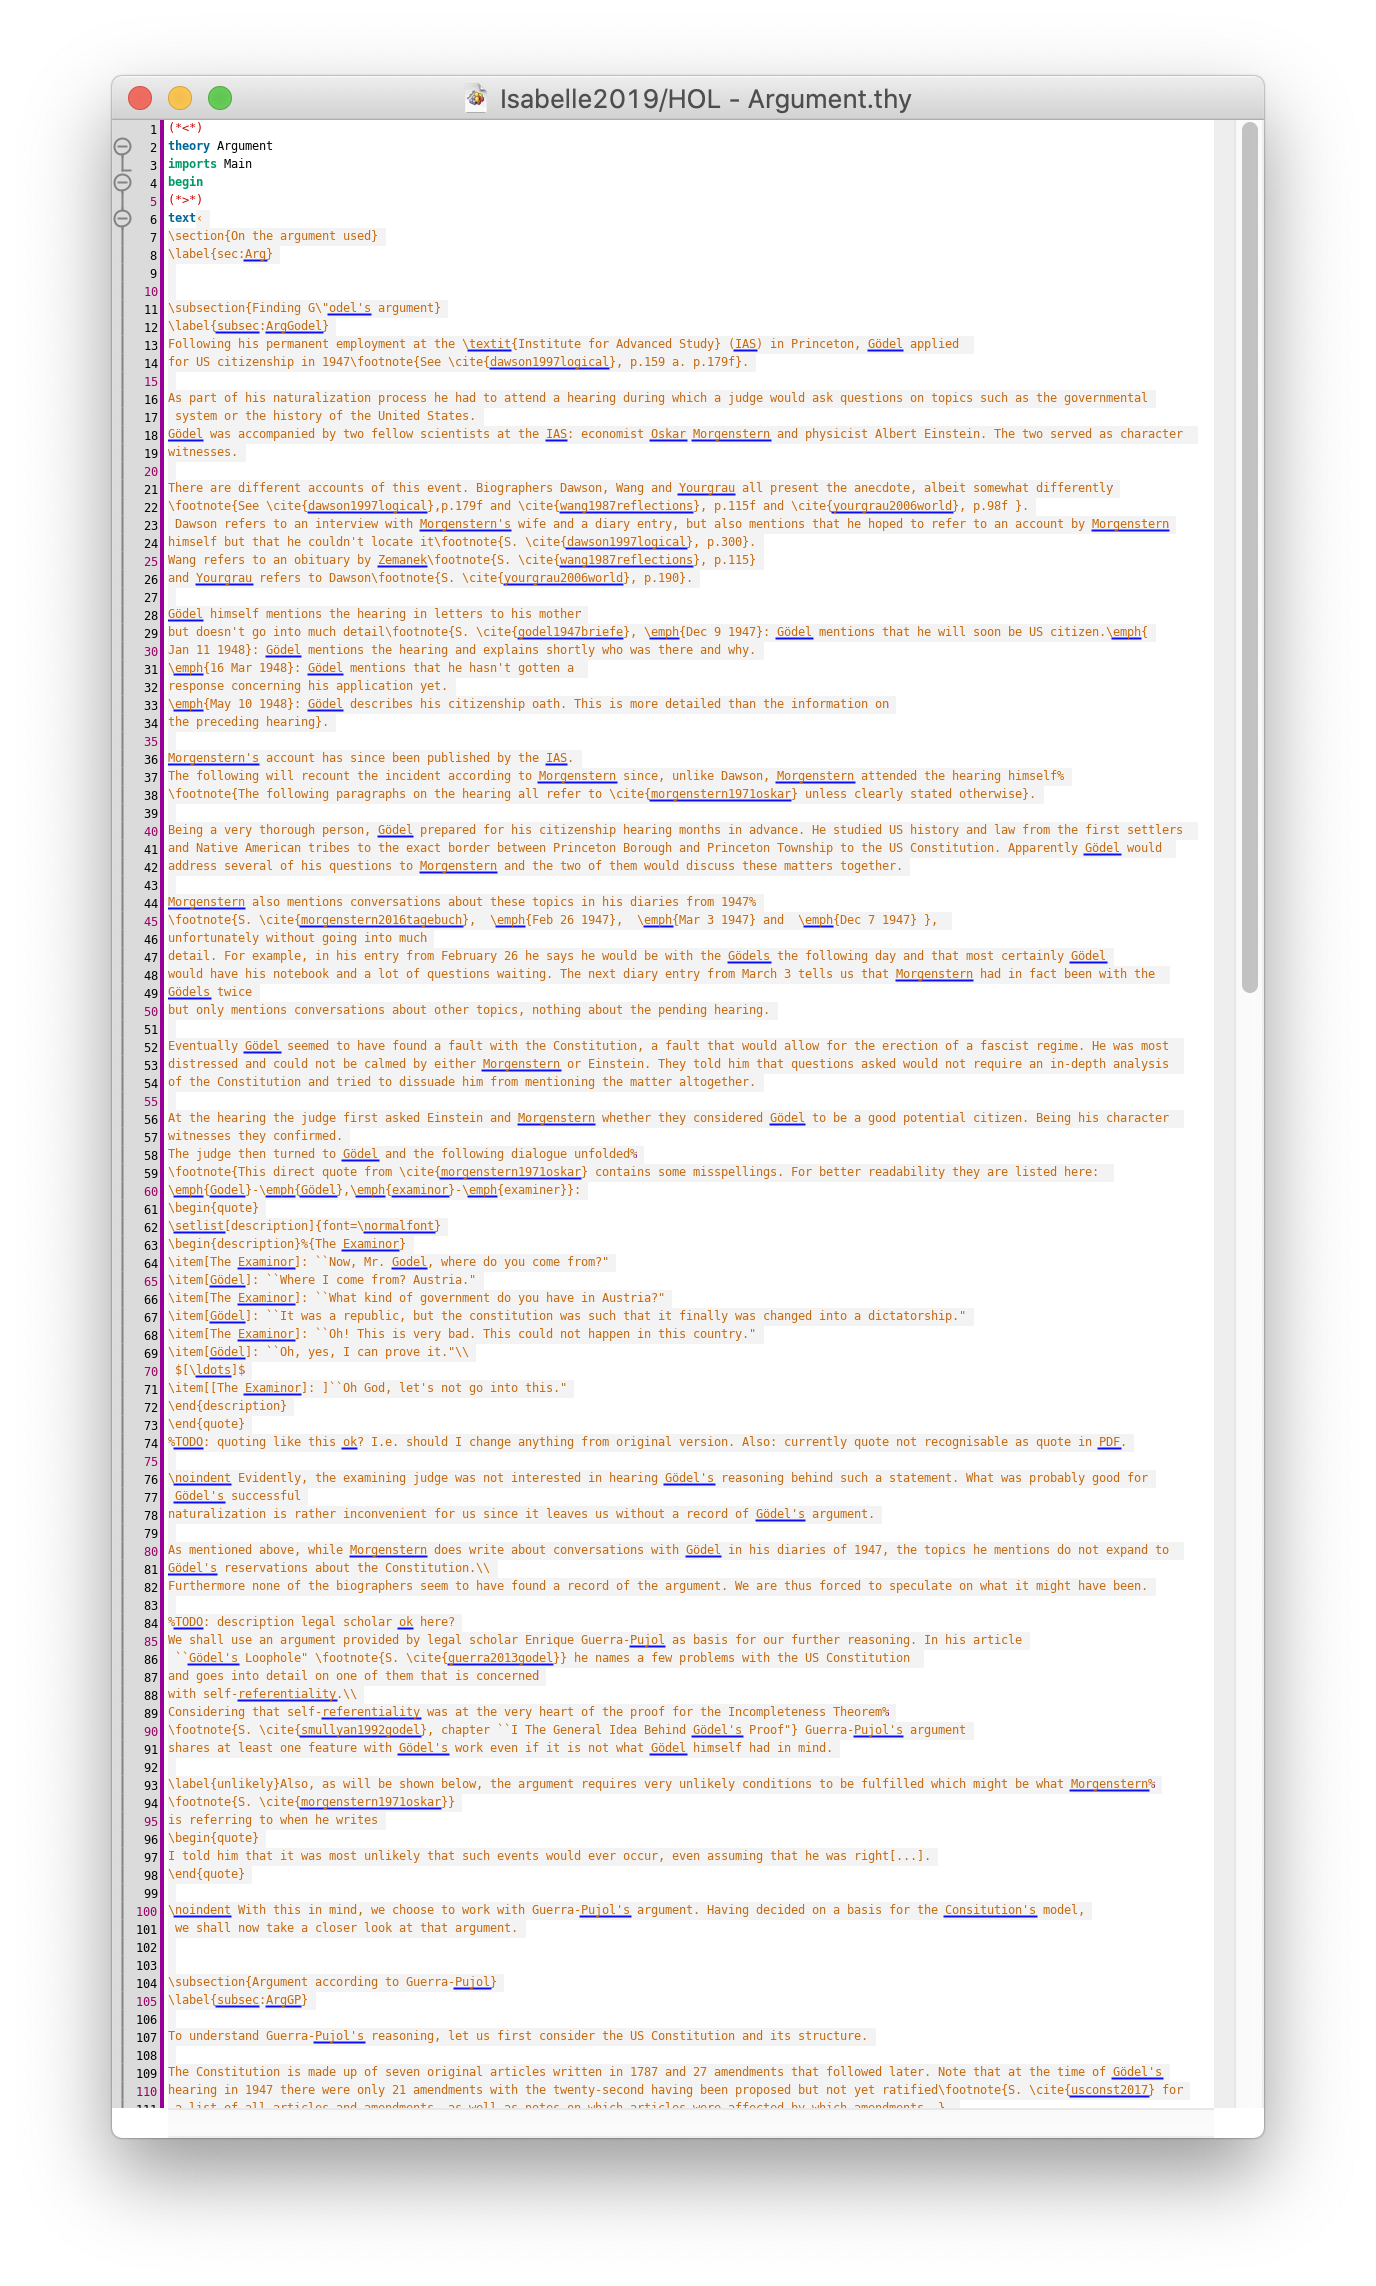 Isabelle2019/HOL - Argument.thy
1 (*<*)
2 theory Argument
3 imports Main
4 begin
5 (*>*)
6 text‹
7 \section{On the argument used}
8 \label{sec:Arg}
9
10
11 \subsection{Finding G\"odel's argument}
12 \label{subsec:ArgGodel}
13 Following his permanent employment at the \textit{Institute for Advanced Study} (IAS) in Princeton, Gödel applied
14 for US citizenship in 1947\footnote{See \cite{dawson1997logical}, p.159 a. p.179f}.
15
16 As part of his naturalization process he had to attend a hearing during which a judge would ask questions on topics such as the governmental
17 system or the history of the United States.
18 Gödel was accompanied by two fellow scientists at the IAS: economist Oskar Morgenstern and physicist Albert Einstein. The two served as character
19 witnesses.
20
21 There are different accounts of this event. Biographers Dawson, Wang and Yourgrau all present the anecdote, albeit somewhat differently
22 \footnote{See \cite{dawson1997logical},p.179f and \cite{wang1987reflections}, p.115f and \cite{yourgrau2006world}, p.98f }.
23 Dawson refers to an interview with Morgenstern's wife and a diary entry, but also mentions that he hoped to refer to an account by Morgenstern
24 himself but that he couldn't locate it\footnote{S. \cite{dawson1997logical}, p.300}.
25 Wang refers to an obituary by Zemanek\footnote{S. \cite{wang1987reflections}, p.115}
26 and Yourgrau refers to Dawson\footnote{S. \cite{yourgrau2006world}, p.190}.
27
28 Gödel himself mentions the hearing in letters to his mother
29 but doesn't go into much detail\footnote{S. \cite{godel1947briefe}, \emph{Dec 9 1947}: Gödel mentions that he will soon be US citizen.\emph{
30 Jan 11 1948}: Gödel mentions the hearing and explains shortly who was there and why.
31 \emph{16 Mar 1948}: Gödel mentions that he hasn't gotten a
32 response concerning his application yet.
33 \emph{May 10 1948}: Gödel describes his citizenship oath. This is more detailed than the information on
34 the preceding hearing}.
35
36 Morgenstern's account has since been published by the IAS.
37 The following will recount the incident according to Morgenstern since, unlike Dawson, Morgenstern attended the hearing himself%
38 \footnote{The following paragraphs on the hearing all refer to \cite{morgenstern1971oskar} unless clearly stated otherwise}.
39
40 Being a very thorough person, Gödel prepared for his citizenship hearing months in advance. He studied US history and law from the first settlers
41 and Native American tribes to the exact border between Princeton Borough and Princeton Township to the US Constitution. Apparently Gödel would
42 address several of his questions to Morgenstern and the two of them would discuss these matters together.
43
44 Morgenstern also mentions conversations about these topics in his diaries from 1947%
45 \footnote{S. \cite{morgenstern2016tagebuch},  \emph{Feb 26 1947},  \emph{Mar 3 1947} and  \emph{Dec 7 1947} },
46 unfortunately without going into much
47 detail. For example, in his entry from February 26 he says he would be with the Gödels the following day and that most certainly Gödel
48 would have his notebook and a lot of questions waiting. The next diary entry from March 3 tells us that Morgenstern had in fact been with the
49 Gödels twice
50 but only mentions conversations about other topics, nothing about the pending hearing.
51
52 Eventually Gödel seemed to have found a fault with the Constitution, a fault that would allow for the erection of a fascist regime. He was most
53 distressed and could not be calmed by either Morgenstern or Einstein. They told him that questions asked would not require an in-depth analysis
54 of the Constitution and tried to dissuade him from mentioning the matter altogether.
55
56 At the hearing the judge first asked Einstein and Morgenstern whether they considered Gödel to be a good potential citizen. Being his character
57 witnesses they confirmed.
58 The judge then turned to Gödel and the following dialogue unfolded%
59 \footnote{This direct quote from \cite{morgenstern1971oskar} contains some misspellings. For better readability they are listed here:
60 \emph{Godel}-\emph{Gödel},\emph{examinor}-\emph{examiner}}:
61 \begin{quote}
62 \setlist[description]{font=\normalfont}
63 \begin{description}%{The Examinor}
64 \item[The Examinor]: ``Now, Mr. Godel, where do you come from?"
65 \item[Gödel]: ``Where I come from? Austria."
66 \item[The Examinor]: ``What kind of government do you have in Austria?"
67 \item[Gödel]: ``It was a republic, but the constitution was such that it finally was changed into a dictatorship."
68 \item[The Examinor]: ``Oh! This is very bad. This could not happen in this country."
69 \item[Gödel]: ``Oh, yes, I can prove it."\\
70 $[\ldots]$
71 \item[[The Examinor]: ]``Oh God, let's not go into this."
72 \end{description}
73 \end{quote}
74 %TODO: quoting like this ok? I.e. should I change anything from original version. Also: currently quote not recognisable as quote in PDF.
75
76 \noindent Evidently, the examining judge was not interested in hearing Gödel's reasoning behind such a statement. What was probably good for
77 Gödel's successful
78 naturalization is rather inconvenient for us since it leaves us without a record of Gödel's argument.
79
80 As mentioned above, while Morgenstern does write about conversations with Gödel in his diaries of 1947, the topics he mentions do not expand to
81 Gödel's reservations about the Constitution.\\
82 Furthermore none of the biographers seem to have found a record of the argument. We are thus forced to speculate on what it might have been.
83
84 %TODO: description legal scholar ok here?
85 We shall use an argument provided by legal scholar Enrique Guerra-Pujol as basis for our further reasoning. In his article
86 ``Gödel's Loophole" \footnote{S. \cite{guerra2013godel}} he names a few problems with the US Constitution
87 and goes into detail on one of them that is concerned
88 with self-referentiality.\\
89 Considering that self-referentiality was at the very heart of the proof for the Incompleteness Theorem%
90 \footnote{S. \cite{smullyan1992godel}, chapter ``I The General Idea Behind Gödel's Proof"} Guerra-Pujol's argument
91 shares at least one feature with Gödel's work even if it is not what Gödel himself had in mind.
92
93 \label{unlikely}Also, as will be shown below, the argument requires very unlikely conditions to be fulfilled which might be what Morgenstern%
94 \footnote{S. \cite{morgenstern1971oskar}}
95 is referring to when he writes
96 \begin{quote}
97 I told him that it was most unlikely that such events would ever occur, even assuming that he was right[...].
98 \end{quote}
99
100 \noindent With this in mind, we choose to work with Guerra-Pujol's argument. Having decided on a basis for the Consitution's model,
101 we shall now take a closer look at that argument.
102
103
104 \subsection{Argument according to Guerra-Pujol}
105 \label{subsec:ArgGP}
106
107 To understand Guerra-Pujol's reasoning, let us first consider the US Constitution and its structure.
108
109 The Constitution is made up of seven original articles written in 1787 and 27 amendments that followed later. Note that at the time of Gödel's
110 hearing in 1947 there were only 21 amendments with the twenty-second having been proposed but not yet ratified\footnote{S. \cite{usconst2017} for
111 a list of all articles and amendments, as well as notes on which articles were affected by which amendments. }